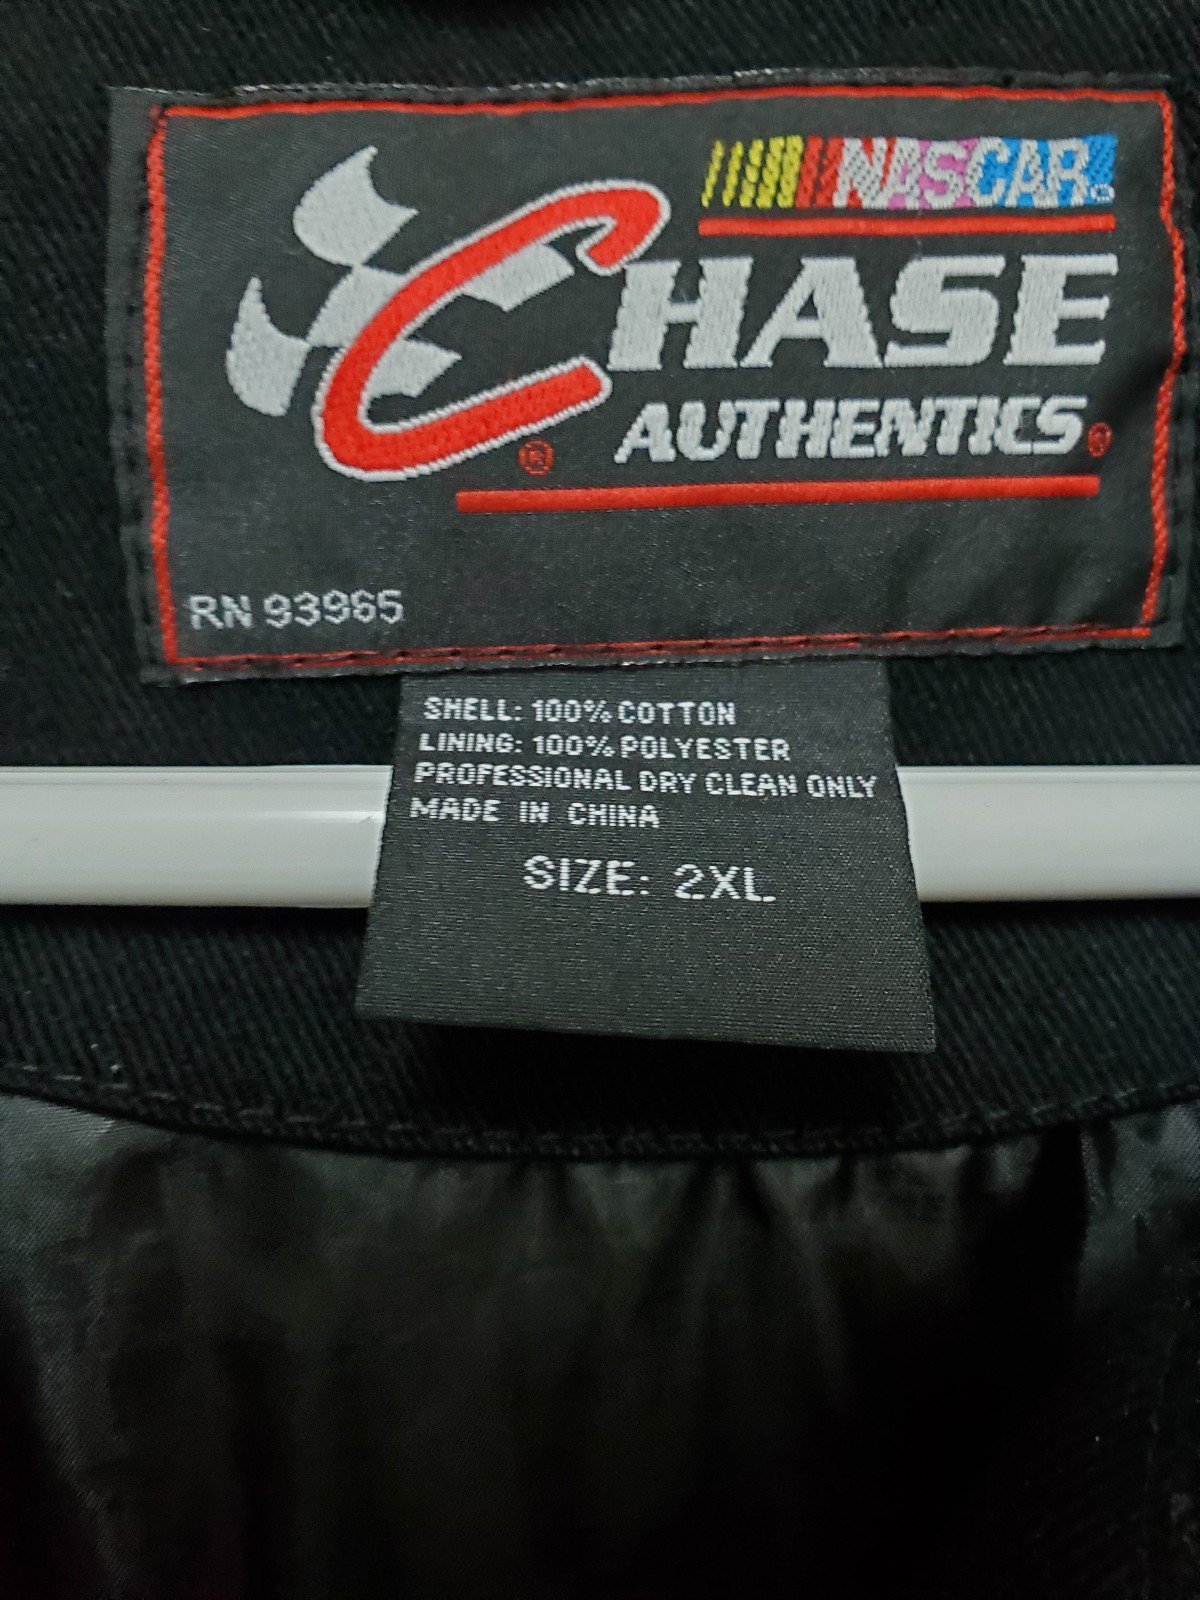 NASCAR
CHASE
AUTHENTICS®
®
RN 93965
SHELL: 100% COTTON
LINING: 100% POLYESTER
PROFESSIONAL DRY CLEAN ONLY
MADE IN CHINA
SIZE: 2XL